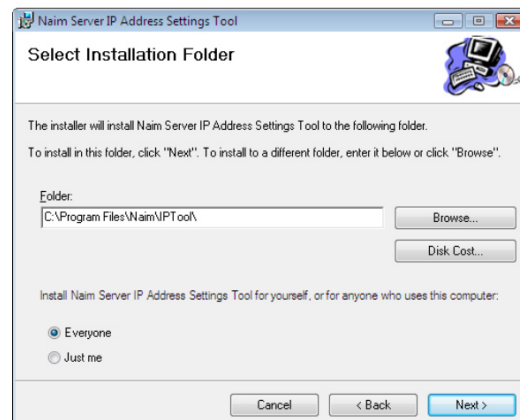 Naim Server IP Address Settings Tool
Select Installation Folder
The installer will install Naim Server IP Address Settings Tool to the following folder.
To install in this folder, click "Next". To install to a different folder, enter it below or click "Browse".
Folder:
C:\Program Files\Naim\IPTool\
Browse...
Disk Cost...
Install Naim Server IP Address Settings Tool for yourself, or for anyone who uses this computer:
Everyone
Just me
Cancel
< Back
Next >